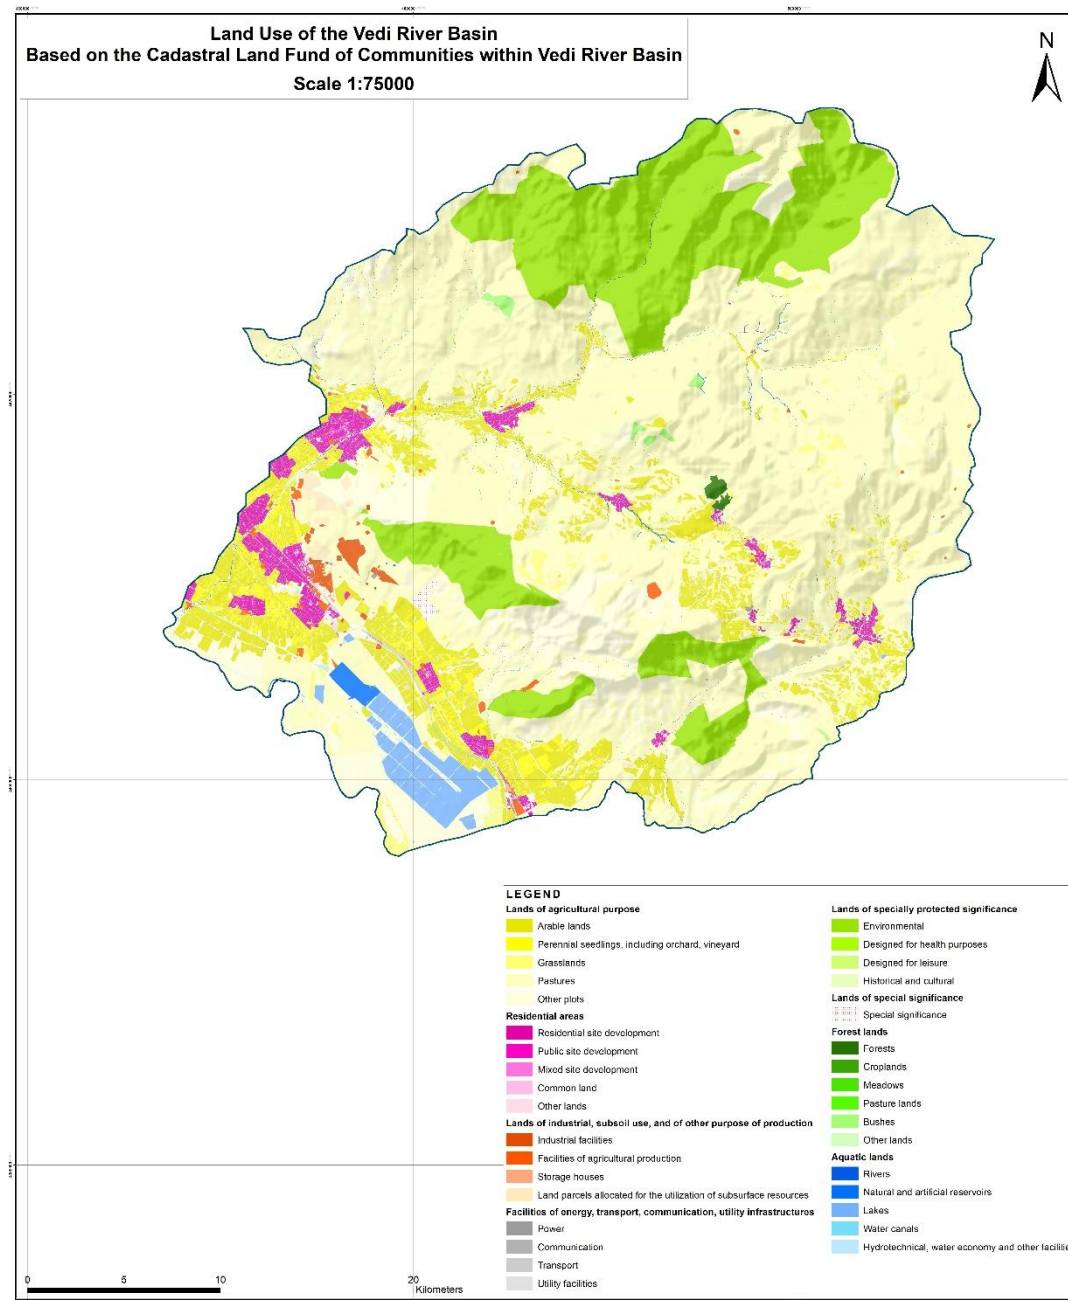 Land Use of the Vedi River Basin
Based on the Cadastral Land Fund of Communities within Vedi River Basin
Scale 1:75000
N
LEGEND
Lands of agricultural purpose
Arable lands
Perennial seedlings, including orchard, vineyard
Grasslands
Pastures
Other plots
Residential areas
Residential site development
Public site development
Mixed site development
Common land
Other lands
Lands of industrial, subsoil use, and of other purpose of production
Industrial facilities
Facilities of agricultural production
Storage houses
Land parcels allocated for the utilization of subsurface resources
Facilities of energy, transport, communication, utility infrastructures
Power
Communication
Transport
Utility facilities
Lands of specially protected significance
Environmental
Designed for health purposes
Designed for leisure
Historical and cultural
Lands of special significance
Special significance
Forest lands
Forests
Croplands
Meadows
Pasture lands
Bushes
Other lands
Aquatic lands
Rivers
Natural and artificial reservoirs
Lakes
Water canals
Hydrotechnical, water economy and other facilitie
0 5 10 20
Kilometers